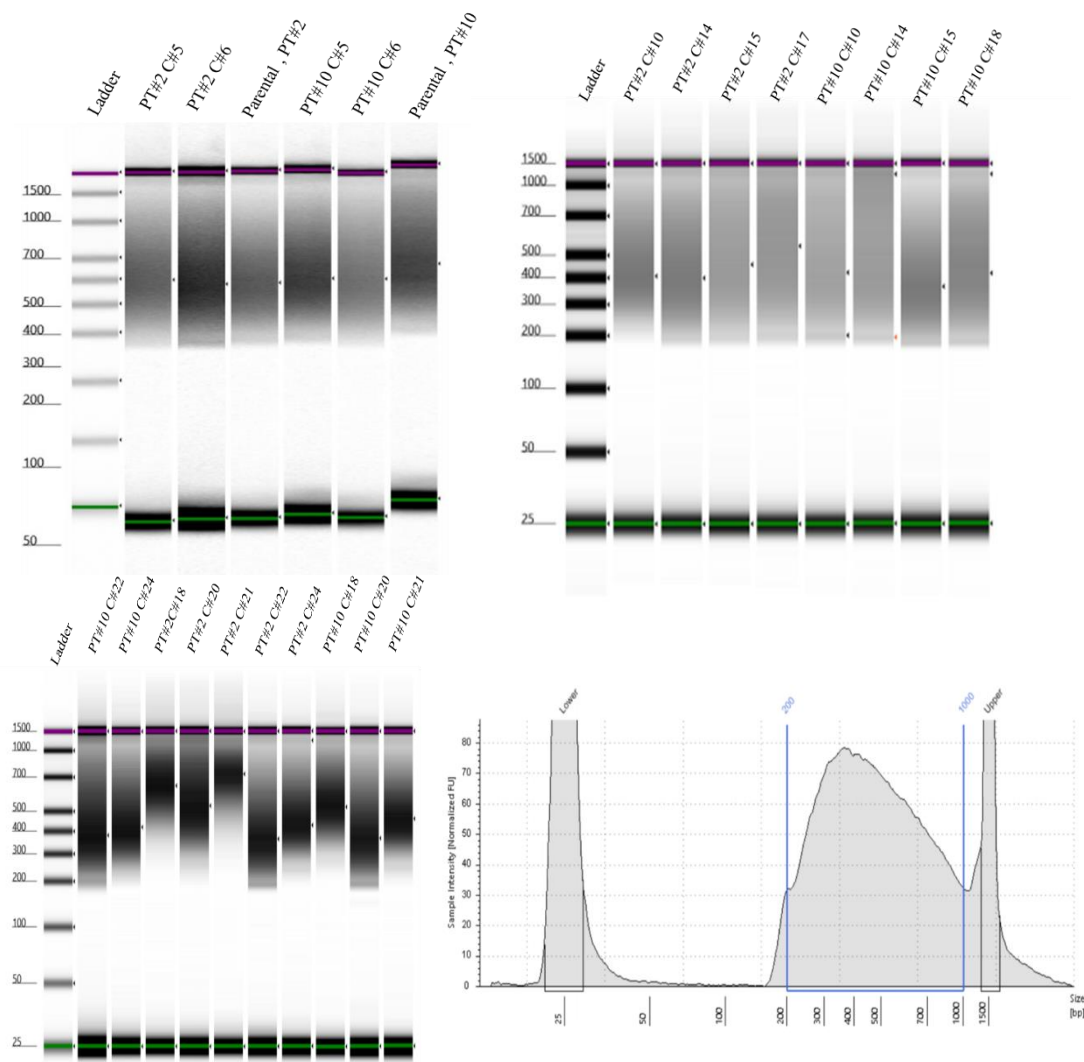 Ladder
PT#2 C#5
PT#2 C#6
Parental , PT#2
PT#10 C#5
PT#10 C#6
Parental , PT#10
1500
1000
700
600
500
400
300
200
100
50
Ladder
PT#2 C#10
PT#2 C#14
PT#2 C#15
PT#2 C#17
PT#10 C#10
PT#10 C#14
PT#10 C#15
PT#10 C#18
1500
1000
700
500
400
300
200
100
50
25
Ladder
PT#10 C#22
PT#10 C#24
PT#2C#18
PT#2 C#20
PT#2 C#21
PT#2 C#22
PT#2 C#24
PT#10 C#18
PT#10 C#20
PT#10 C#21
1500
1000
700
500
400
300
200
100
50
25
Lower
200
1000
Upper
Sample Intensity [Normalized FU]
80
70
60
50
40
30
20
10
0
25
50
100
200
300
400
500
700
1000
1500
Size
[bp]